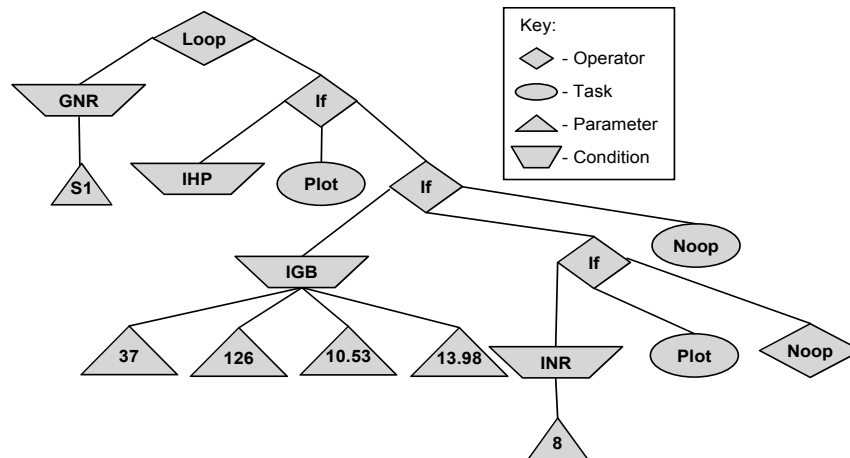 Loop
Key:
- Operator
- Task
- Parameter
- Condition
GNR
If
S1
IHP
Plot
If
Noop
IGB
If
37
126
10.53
13.98
INR
Plot
Noop
8